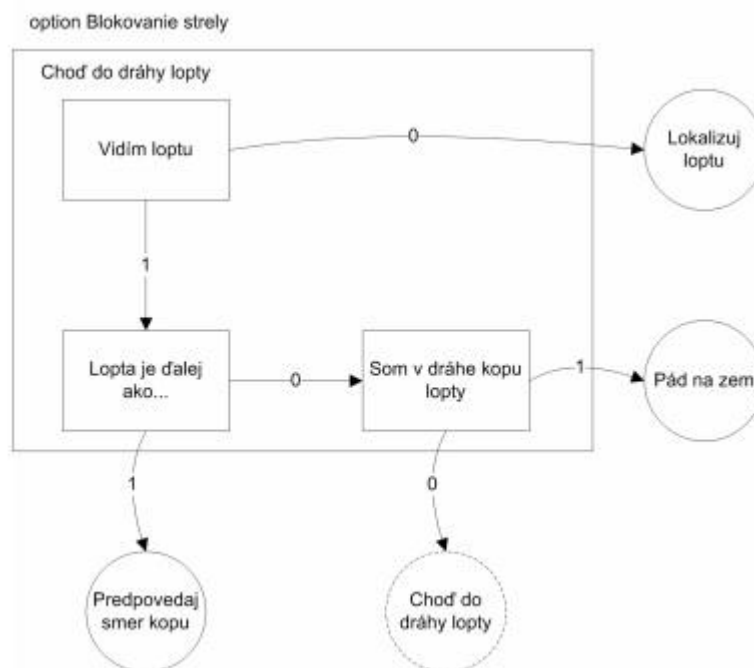 option Blokovanie strely
Choď do dráhy lopty
Vidím loptu
0
Lokalizuj
loptu
1
Lopta je ďalej
ako...
0
Som v dráhe kopu
lopty
1
Pád na zem
1
0
Predpovedaj
smer kopu
Choď do
dráhy lopty